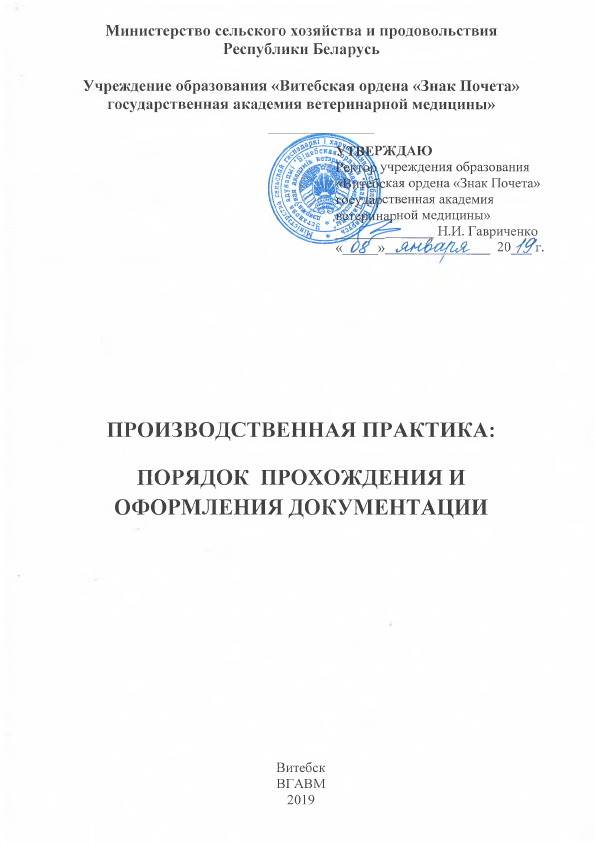 Министерство сельского хозяйства и продовольствия
Республики Беларусь
Учреждение образования «Витебская ордена «Знак Почета»
государственная академия ветеринарной медицины»
УТВЕРЖДАЮ
Ректор учреждения образования
«Витебская ордена «Знак Почета»
государственная академия
ветеринарной медицины»
Н.И. Гавриченко
«08» января 2019 г.
ПРОИЗВОДСТВЕННАЯ ПРАКТИКА:
ПОРЯДОК ПРОХОЖДЕНИЯ И
ОФОРМЛЕНИЯ ДОКУМЕНТАЦИИ
Витебск
ВГАВМ
2019